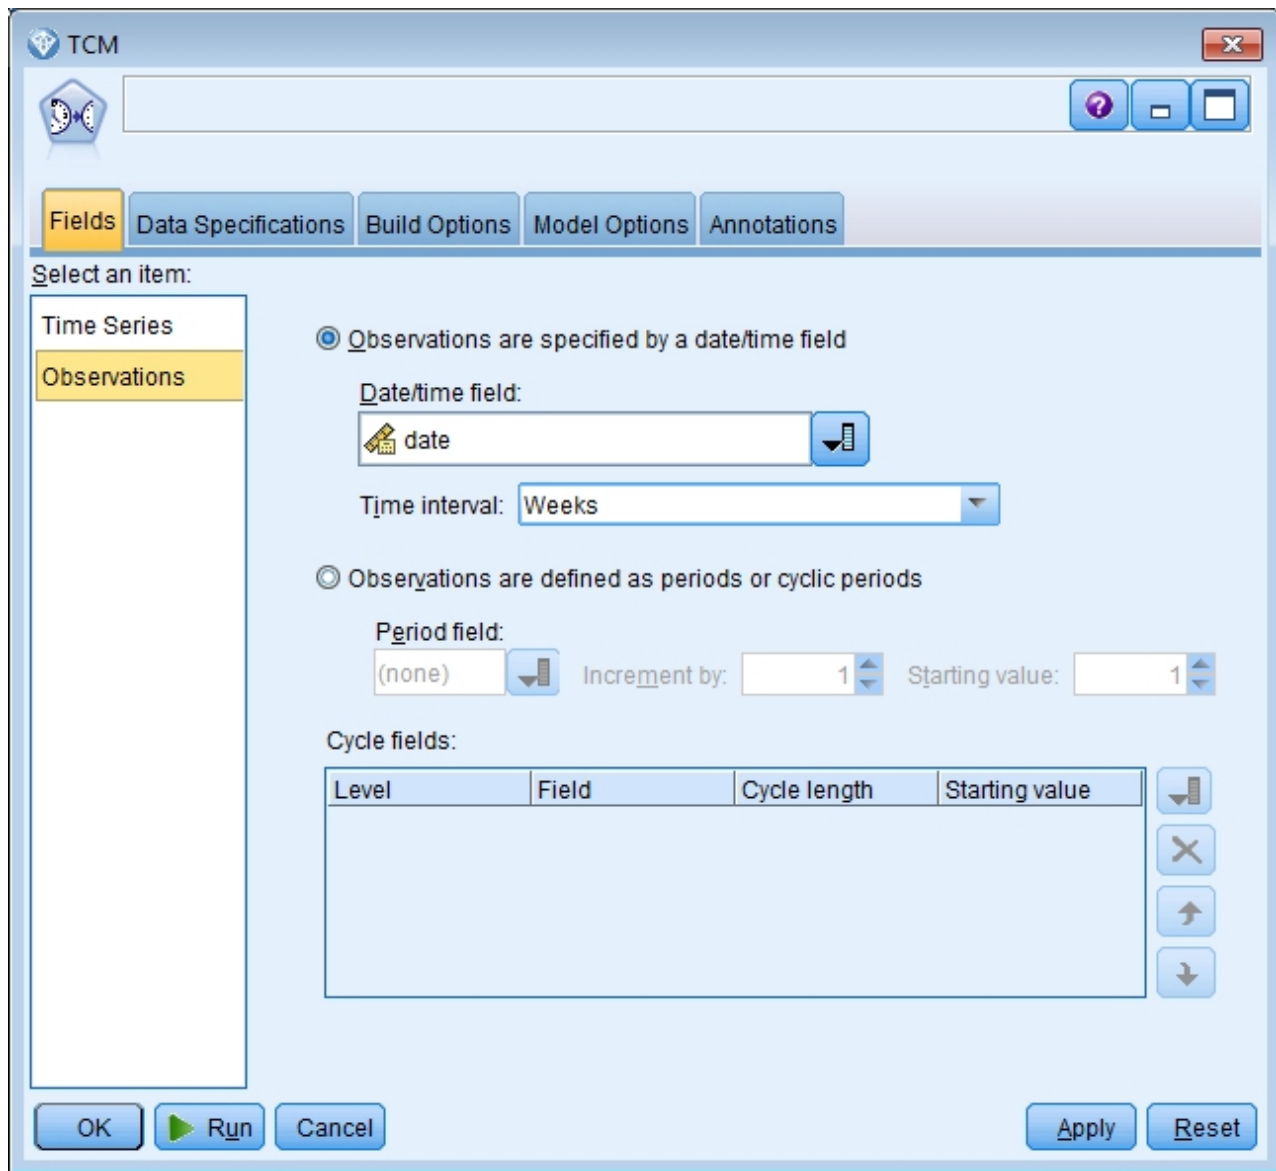 TCM
Fields Data Specifications Build Options Model Options Annotations
Select an item:
Time Series
Observations
Observations are specified by a date/time field
Date/time field:
date
Time interval: Weeks
Observations are defined as periods or cyclic periods
Period field:
(none) Increment by: 1 Starting value: 1
Cycle fields:
Level Field Cycle length Starting value
OK Run Cancel Apply Reset